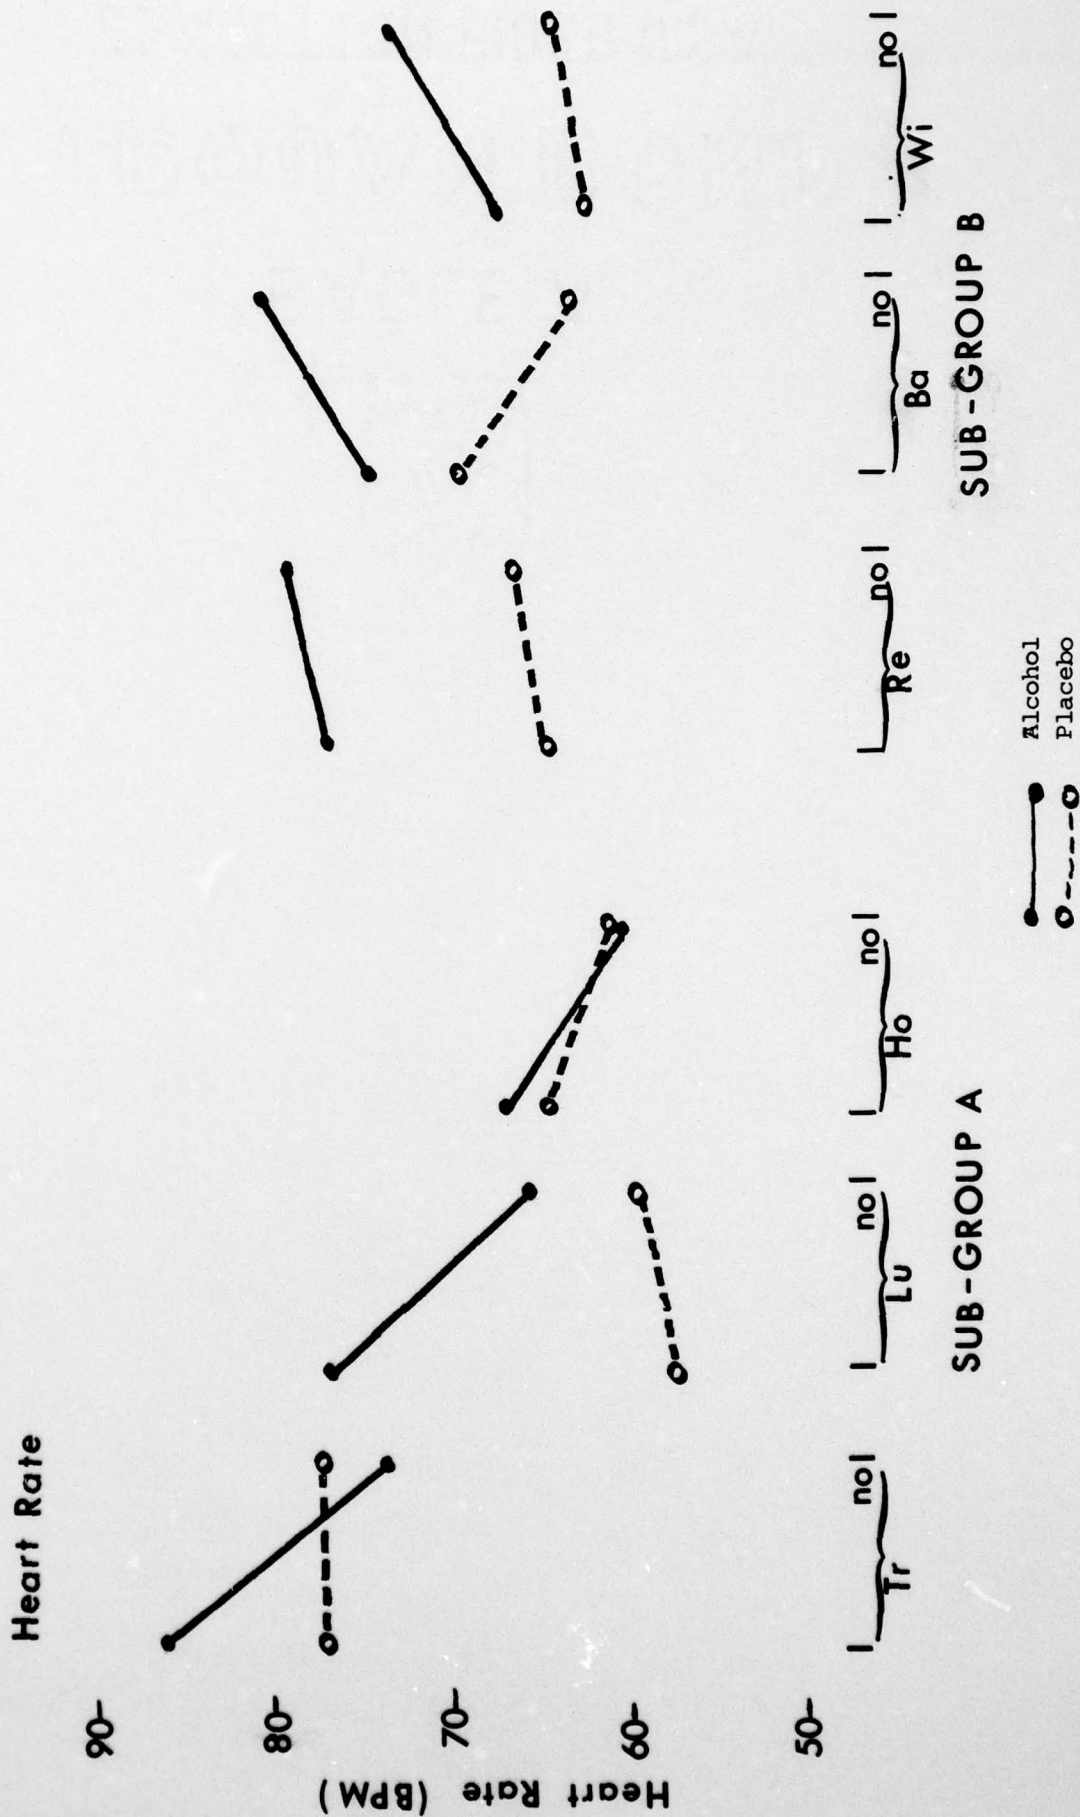 Heart Rate
Heart Rate (BPM)
90-
80-
70-
60-
50-
I no I I no I I no I I no I I no I I no I
Tr Lu Ho Re Ba Wi
SUB-GROUP A SUB-GROUP B
Alcohol
Placebo